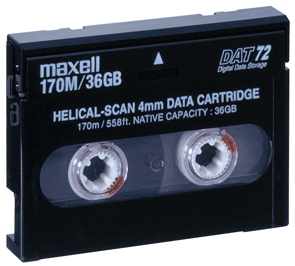 maxell
170M/36GB
DAT 72
Digital Data Storage
HELICAL-SCAN 4mm DATA CARTRIDGE
170m / 558ft. NATIVE CAPACITY : 36GB